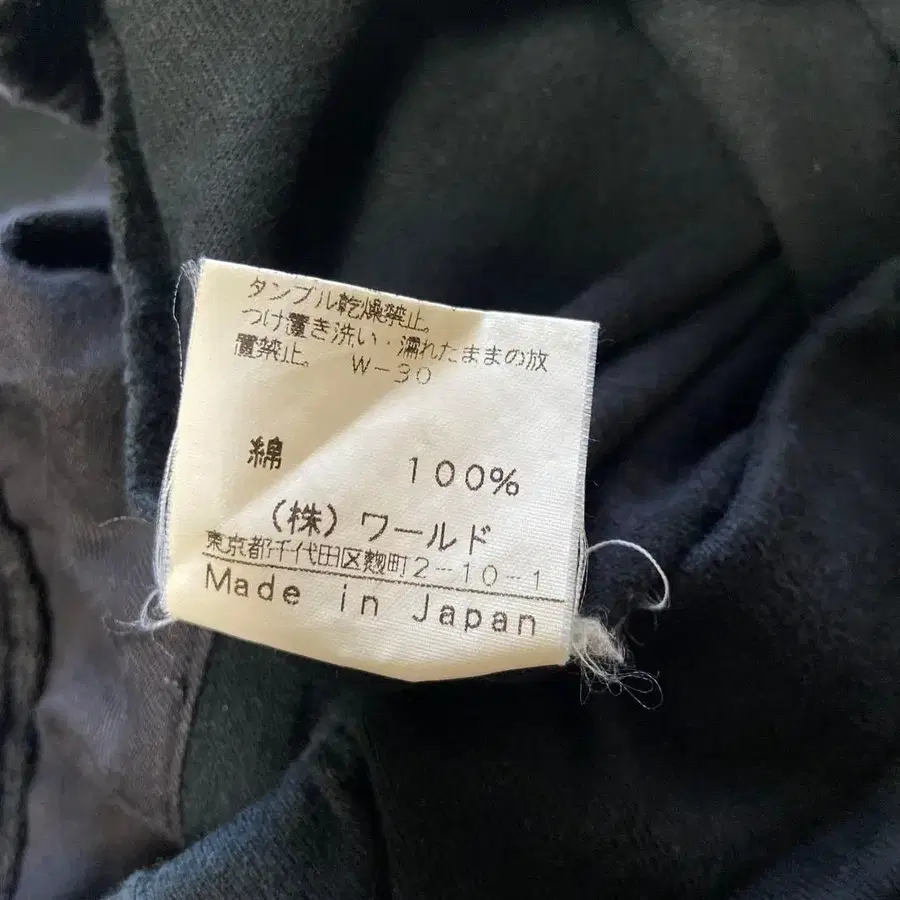 タンブル乾燥禁止。
つけ置き洗い・濡れたままの放
置禁止。 W-30
綿 100%
(株)ワールド
東京都千代田区麹町2-10-1
Made in Japan